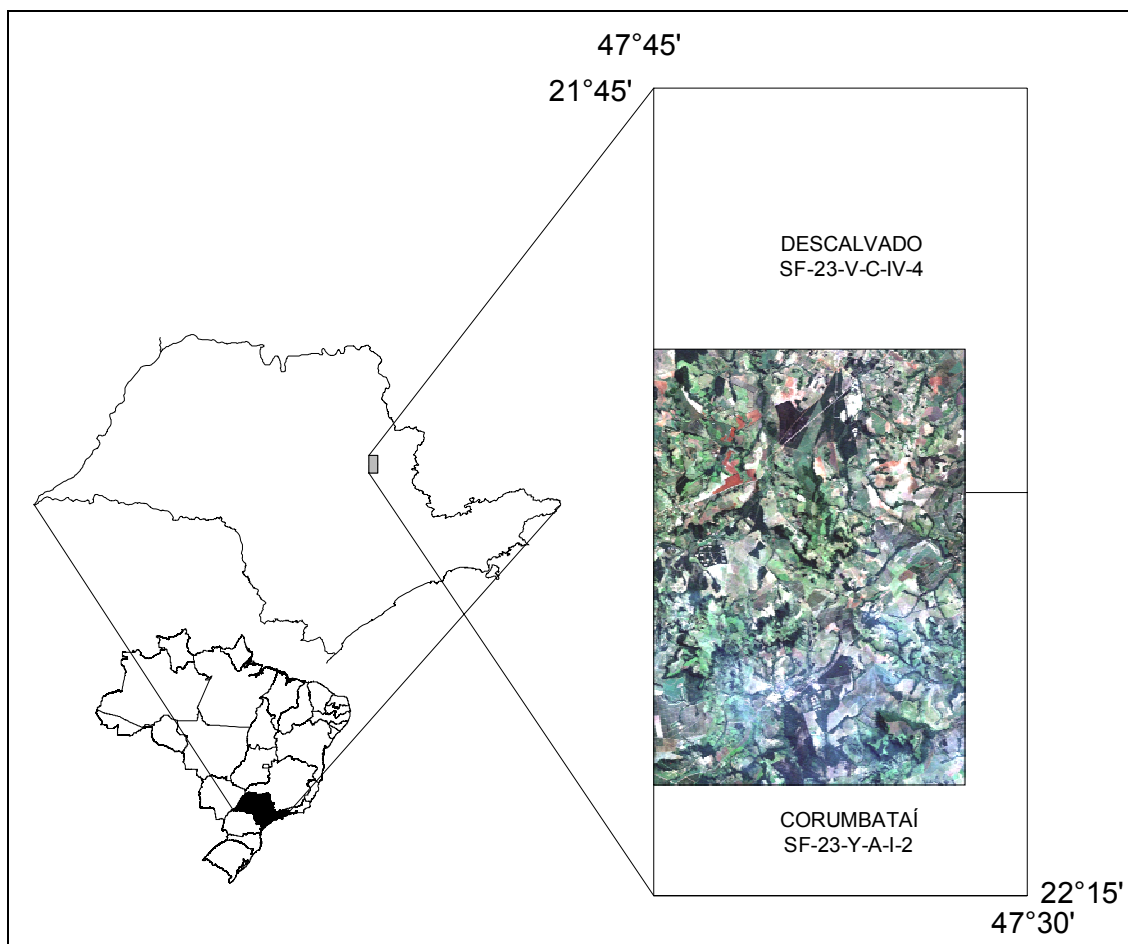 47°45'
21°45'
DESCALVADO
SF-23-V-C-IV-4
CORUMBATAÍ
SF-23-Y-A-I-2
22°15'
47°30'